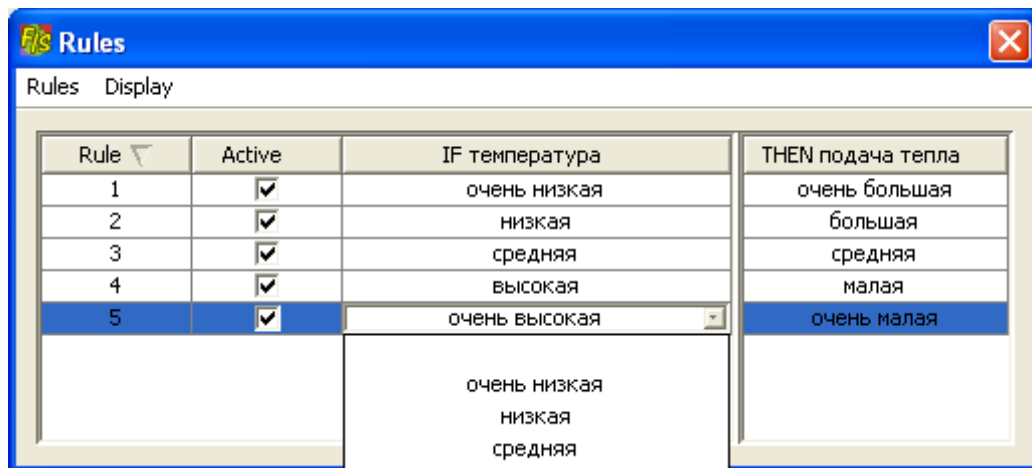 FIS Rules
Rules Display
Rule Active IF температура THEN подача тепла
1 очень низкая очень большая
2 низкая большая
3 средняя средняя
4 высокая малая
5 очень высокая очень малая
очень низкая
низкая
средняя